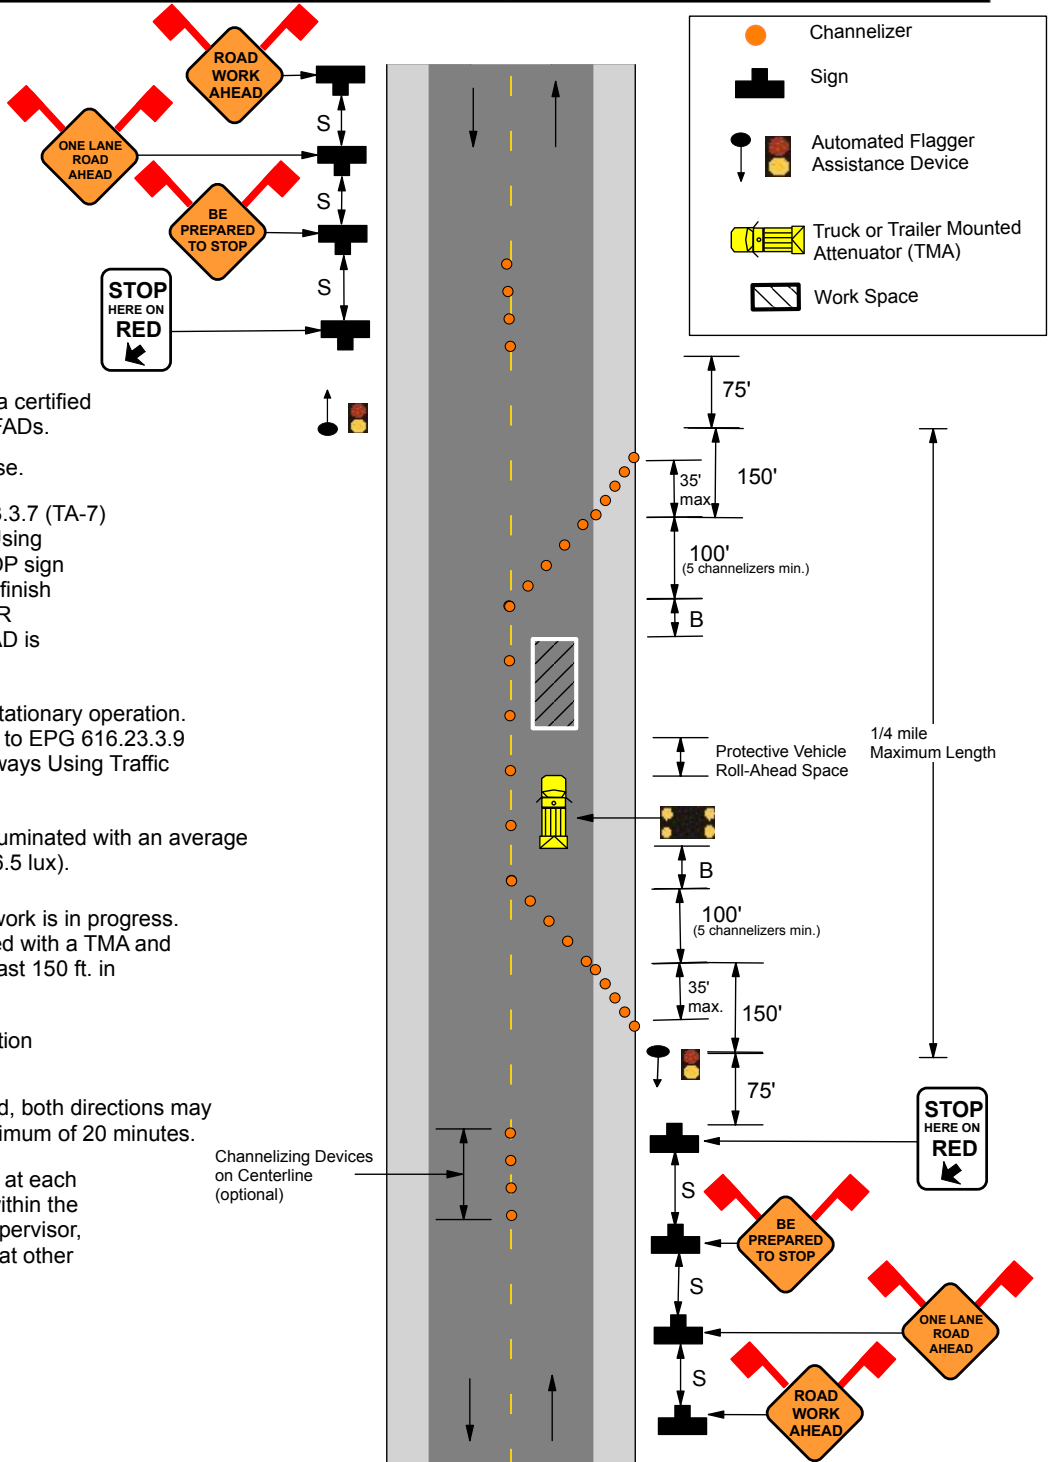 ROAD
WORK
AHEAD
ONE LANE
ROAD
AHEAD
BE
PREPARED
TO STOP
STOP
HERE ON
RED
S
S
S
Channelizer
Sign
Automated Flagger
Assistance Device
Truck or Trailer Mounted
Attenuator (TMA)
Work Space
a certified
FADs.
se.
3.3.7 (TA-7)
Using
OP sign
finish
R
AD is
tationary operation.
to EPG 616.23.3.9
ways Using Traffic
uminated with an average
6.5 lux).
work is in progress.
ed with a TMA and
ast 150 ft. in
tion
d, both directions may
imum of 20 minutes.
at each
within the
pervisor,
at other
75'
150'
35'
max.
100'
(5 channelizers min.)
B
1/4 mile
Maximum Length
Protective Vehicle
Roll-Ahead Space
B
100'
(5 channelizers min.)
35'
max.
150'
75'
Channelizing Devices
on Centerline
(optional)
STOP
HERE ON
RED
S
BE
PREPARED
TO STOP
S
ONE LANE
ROAD
AHEAD
S
ROAD
WORK
AHEAD